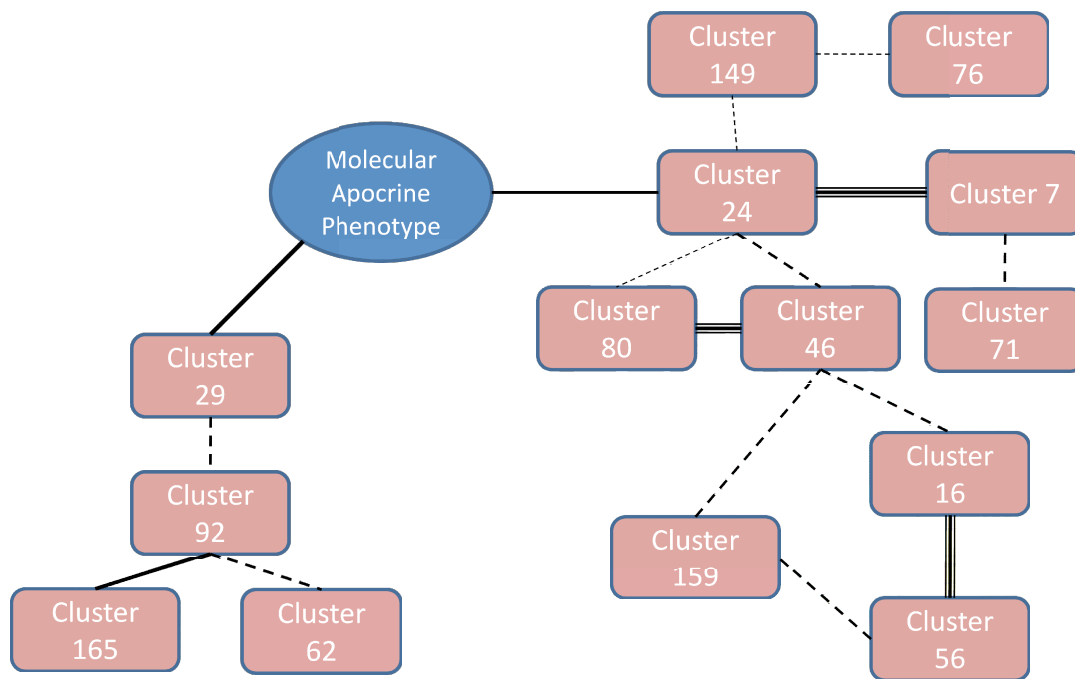 Cluster
149
Cluster
76
Molecular
Apocrine
Phenotype
Cluster
24
Cluster 7
Cluster
80
Cluster
46
Cluster
71
Cluster
29
Cluster
16
Cluster
92
Cluster
159
Cluster
165
Cluster
62
Cluster
56